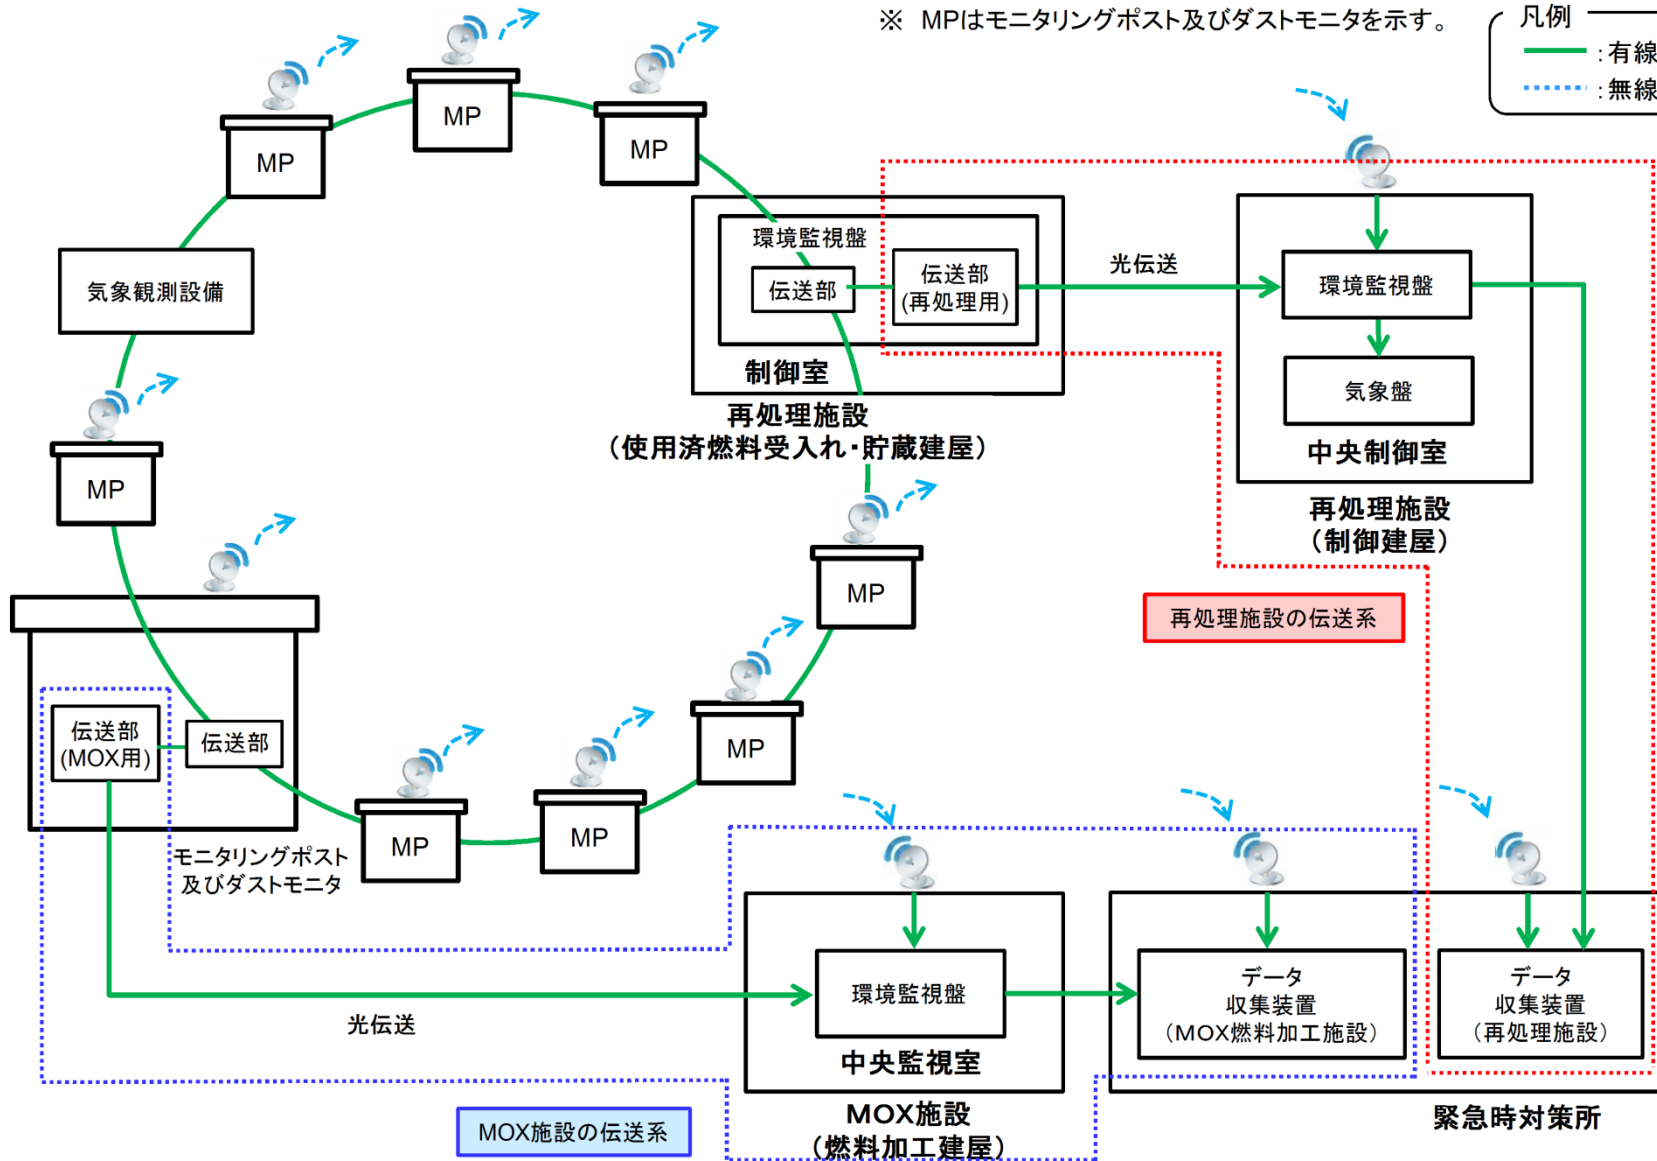 ※ MPはモニタリングポスト及びダストモニタを示す。
凡例
:有線
:無線
MP
MP
MP
気象観測設備
環境監視盤
伝送部
伝送部
(再処理用)
制御室
再処理施設
(使用済燃料受入れ・貯蔵建屋)
光伝送
環境監視盤
気象盤
中央制御室
再処理施設
(制御建屋)
MP
MP
再処理施設の伝送系
伝送部
(MOX用)
伝送部
MP
MP
MP
モニタリングポスト
及びダストモニタ
光伝送
環境監視盤
中央監視室
MOX施設
(燃料加工建屋)
データ
収集装置
(MOX燃料加工施設)
データ
収集装置
(再処理施設)
緊急時対策所
MOX施設の伝送系